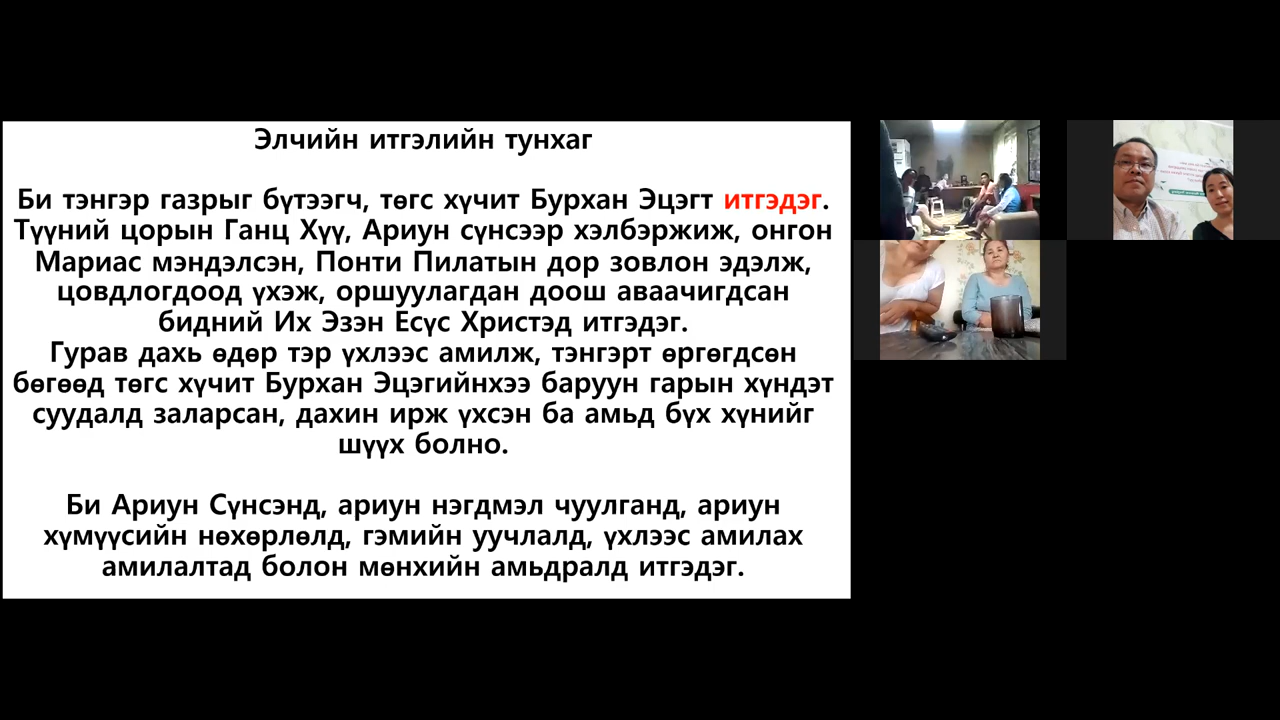 Элчийн итгэлийн тунхаг
Би тэнгэр газрыг бүтээгч, төгс хүчит Бурхан Эцэгт итгэдэг.
Түүний цорын Ганц Хүү, Ариун сүнсээр хэлбэржиж, онгон
Мариас мэндэлсэн, Понти Пилатын дор зовлон эдэлж,
цовдлогдоод үхэж, оршуулагдан доош аваачигдсан
бидний Их Эзэн Есүс Христэд итгэдэг.
Гурав дахь өдөр тэр үхлээс амилж, тэнгэрт өргөгдсөн
бөгөөд төгс хүчит Бурхан Эцэгийнхээ баруун гарын хүндэт
суудалд заларсан, дахин ирж үхсэн ба амьд бүх хүнийг
шүүх болно.
Би Ариун Сүнсэнд, ариун нэгдмэл чуулганд, ариун
хүмүүсийн нөхөрлөлд, гэмийн уучлалд, үхлээс амилах
амилалтад болон мөнхийн амьдралд итгэдэг.